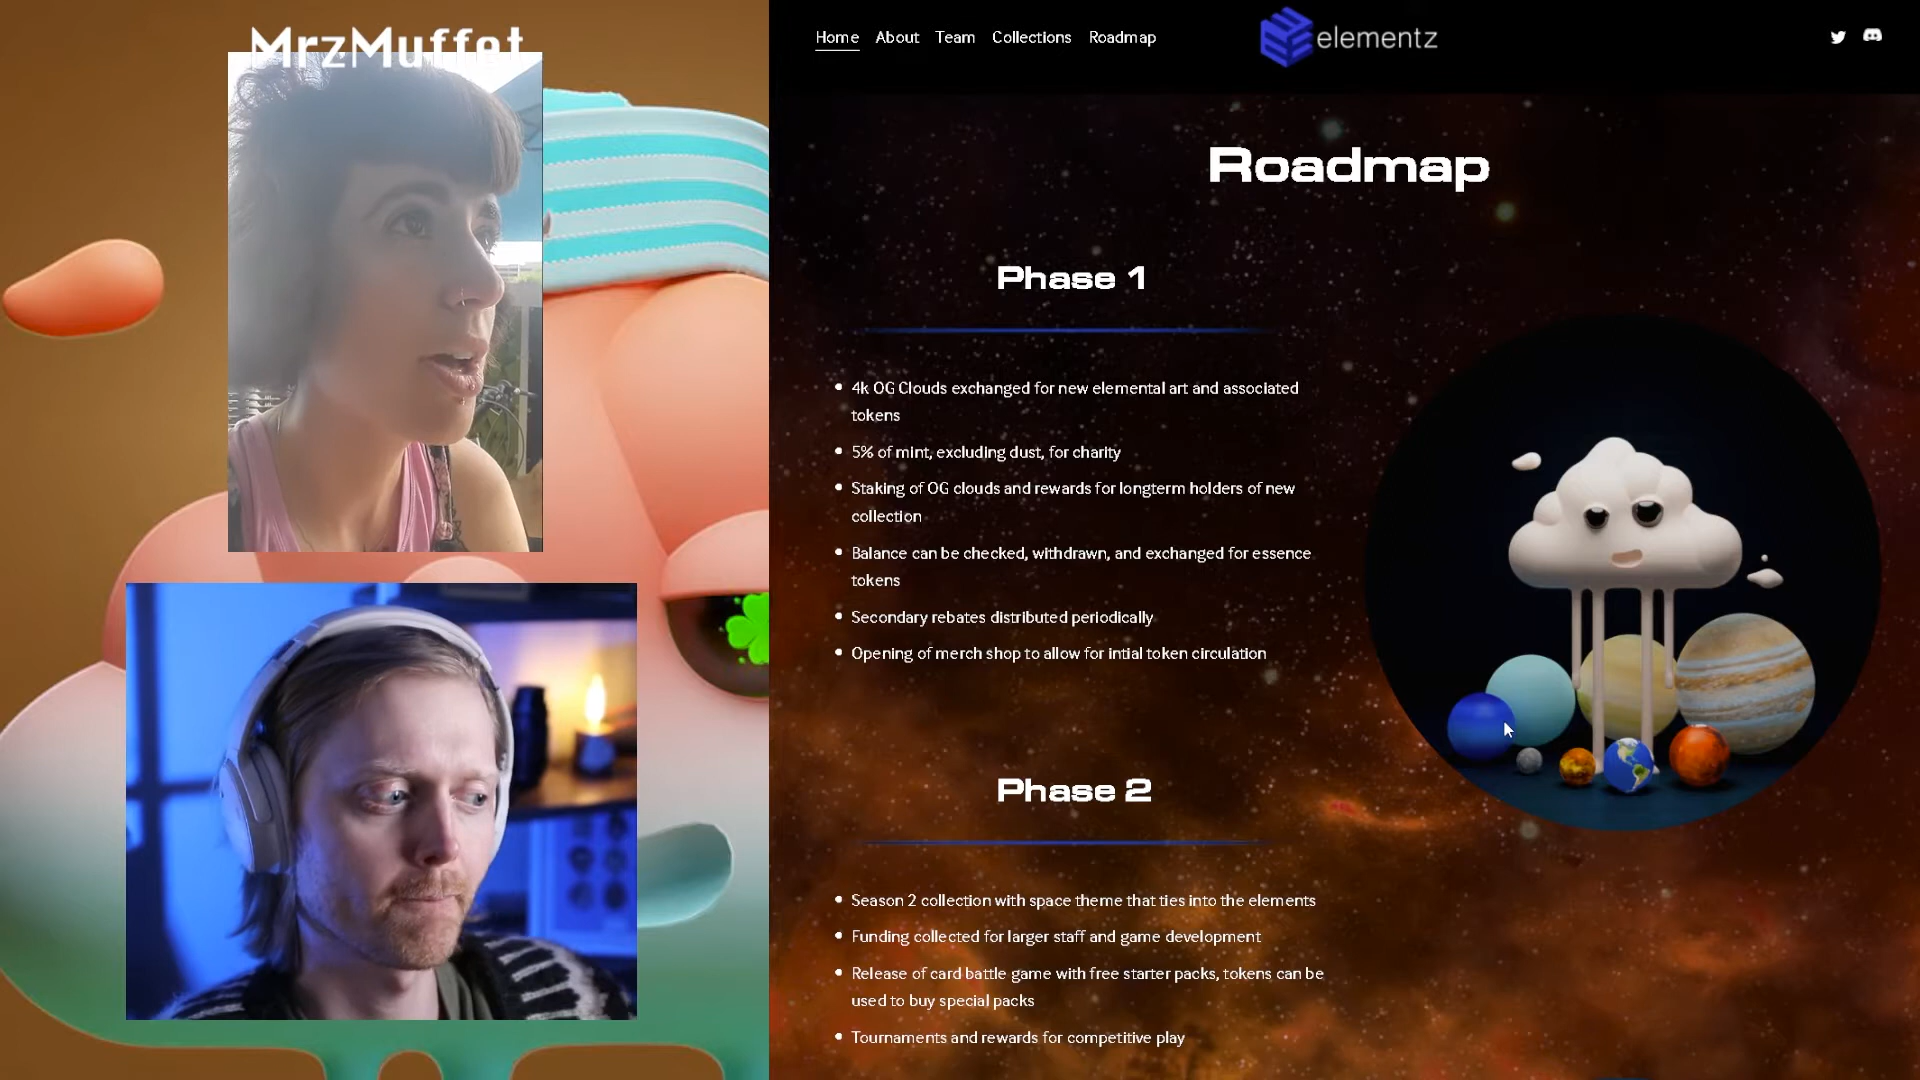 MrzMuffet
Home About Team Collections Roadmap
elementz
Roadmap
Phase 1
4k OG Clouds exchanged for new elemental art and associated
tokens
5% of mint, excluding dust, for charity
Staking of OG clouds and rewards for longterm holders of new
collection
Balance can be checked, withdrawn, and exchanged for essence
tokens
Secondary rebates distributed periodically
Opening of merch shop to allow for intial token circulation
Phase 2
Season 2 collection with space theme that ties into the elements
Funding collected for larger staff and game development
Release of card battle game with free starter packs, tokens can be
used to buy special packs
Tournaments and rewards for competitive play